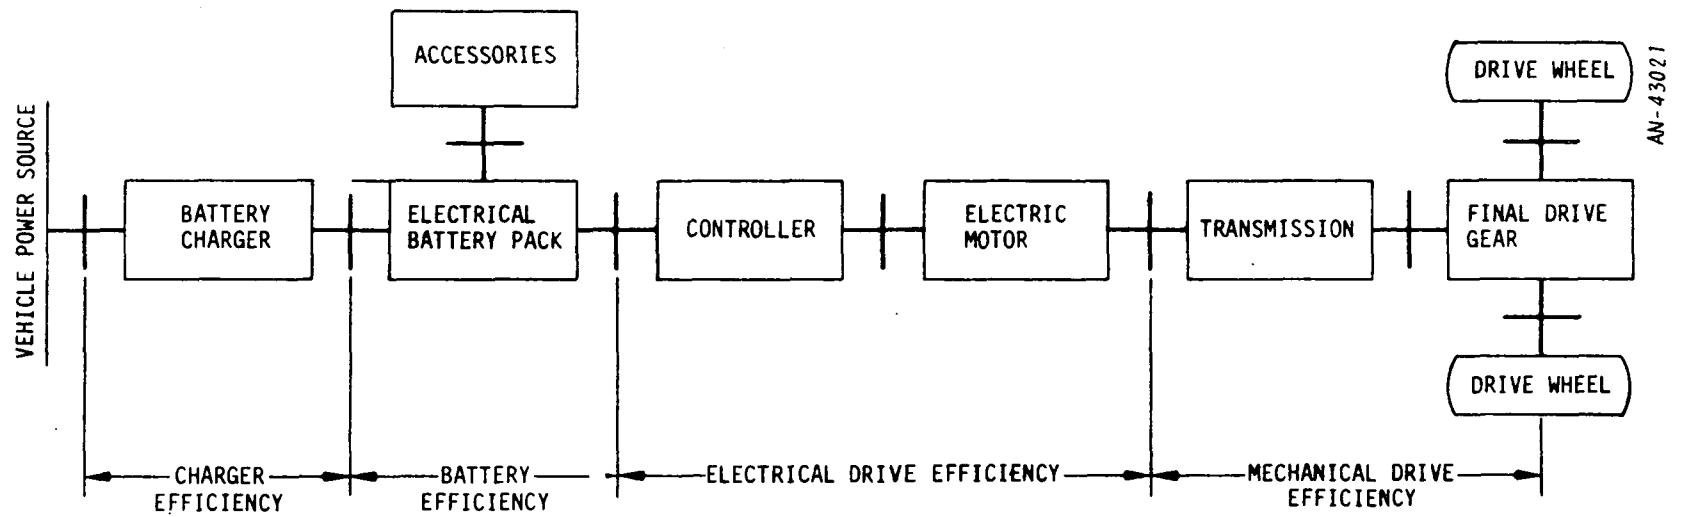 ACCESSORIES
DRIVE WHEEL
AN-43021
VEHICLE POWER SOURCE
BATTERY
CHARGER
ELECTRICAL
BATTERY PACK
CONTROLLER
ELECTRIC
MOTOR
TRANSMISSION
FINAL DRIVE
GEAR
DRIVE WHEEL
CHARGER
EFFICIENCY
BATTERY
EFFICIENCY
ELECTRICAL DRIVE EFFICIENCY
MECHANICAL DRIVE
EFFICIENCY